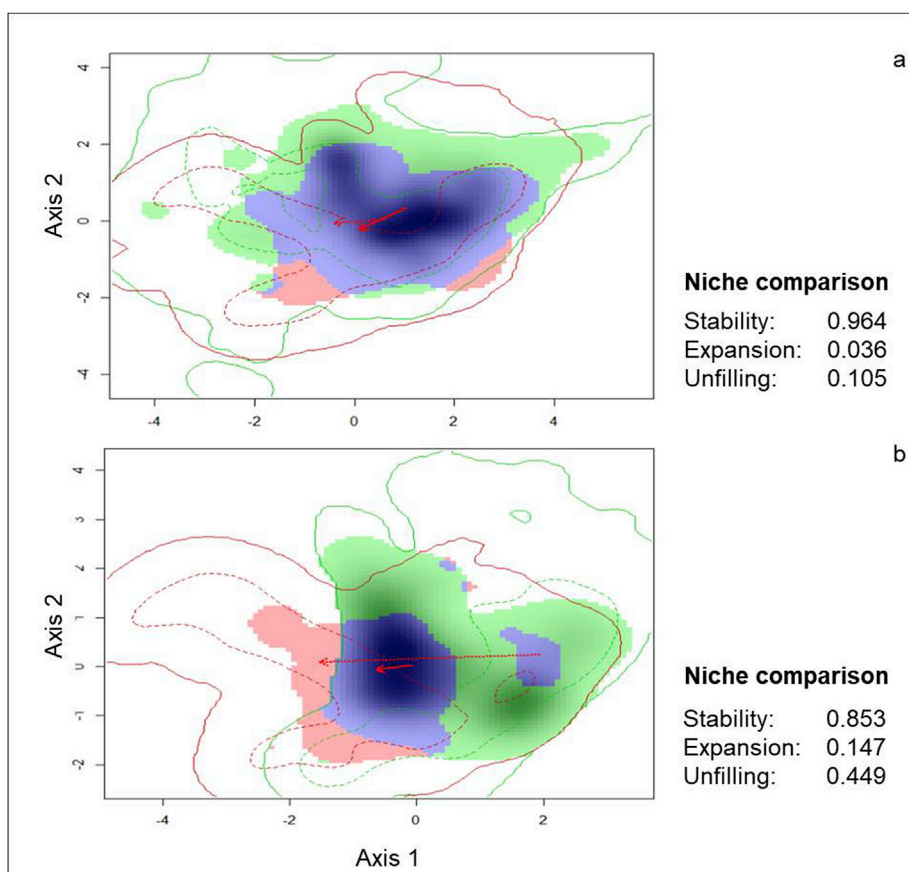 a
Axis 2
4
2
0
-2
-4
-4
-2
0
2
4
Niche comparison
Stability: 0.964
Expansion: 0.036
Unfilling: 0.105
b
Axis 2
4
3
2
1
0
-1
-2
-4
-2
0
2
Axis 1
Niche comparison
Stability: 0.853
Expansion: 0.147
Unfilling: 0.449